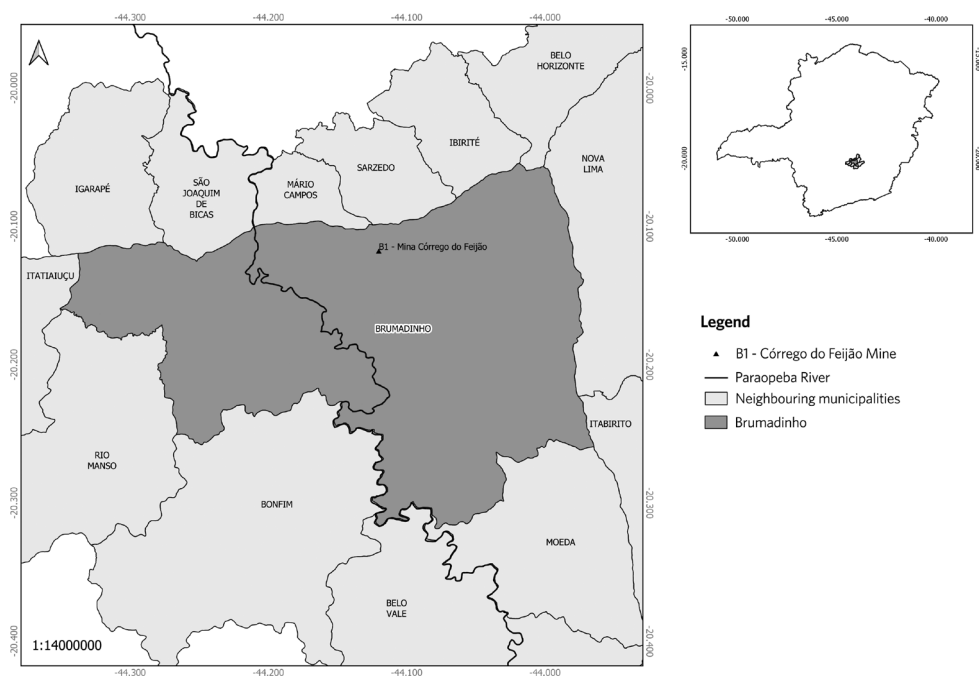 -44.300 -44.200 -44.100 -44.000
-20.000
-20.000
BELO
HORIZONTE
IBIRITÉ
SARZEDO
NOVA
LIMA
IGARAPÉ
SÃO
JOAQUIM
DE
BICAS
MÁRIO
CAMPOS
-20.100
-20.100
B1 - Mina Córrego do Feijão
ITATIAIUÇU
BRUMADINHO
-20.200
-20.200
ITABIRITO
RIO
MANSO
BONFIM
-20.300
-20.300
MOEDA
BELO
VALE
-20.400
-20.400
1:14000000
-44.300 -44.200 -44.100 -44.000
-50.000 -45.000 -40.000
-15.000
-15.000
-20.000
-20.000
-50.000 -45.000 -40.000
Legend
B1 - Córrego do Feijão Mine
Paraopeba River
Neighbouring municipalities
Brumadinho